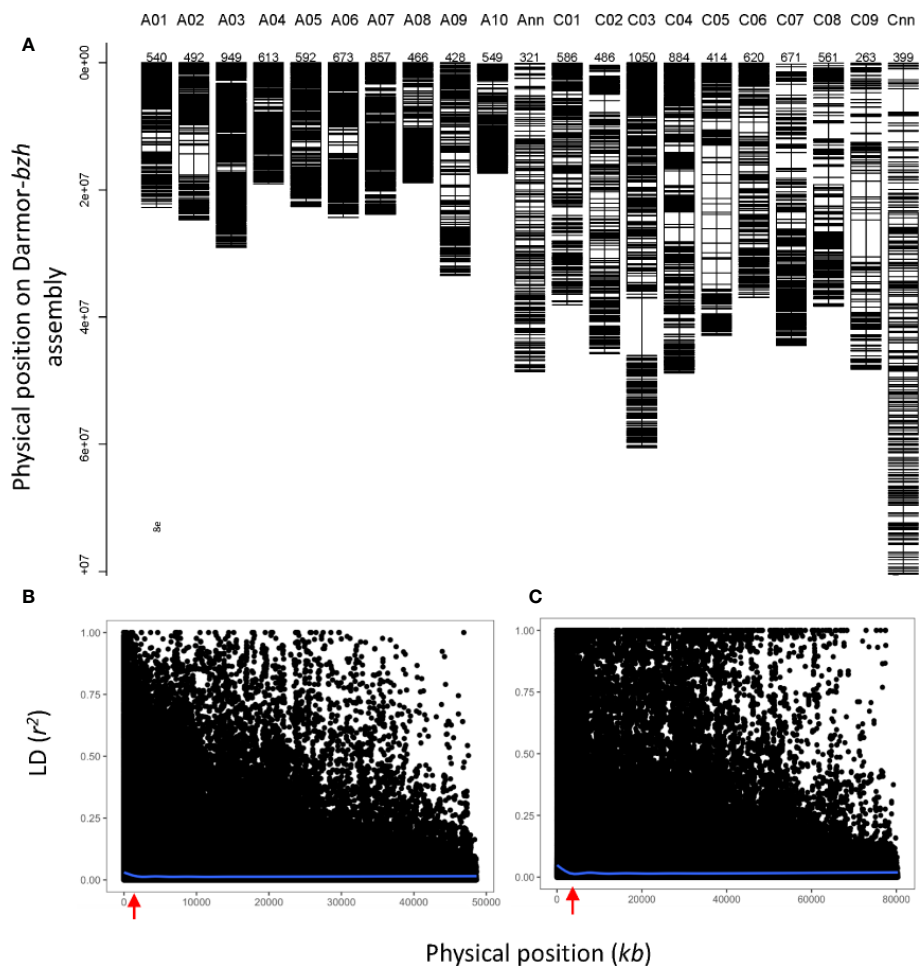 A01 A02 A03 A04 A05 A06 A07 A08 A09 A10 Ann C01 C02 C03 C04 C05 C06 C07 C08 C09 Cnn
A
540 492 949 613 592 673 857 466 428 549 321 586 486 1050 884 414 620 671 561 263 399
0e+00
2e+07
4e+07
6e+07
8e
+07
Physical position on Darmor-bzh
assembly
B
C
1.00
0.75
0.50
0.25
0.00
LD (r²)
0 10000 20000 30000 40000 50000
1.00
0.75
0.50
0.25
0.00
0 20000 40000 60000 80000
Physical position (kb)